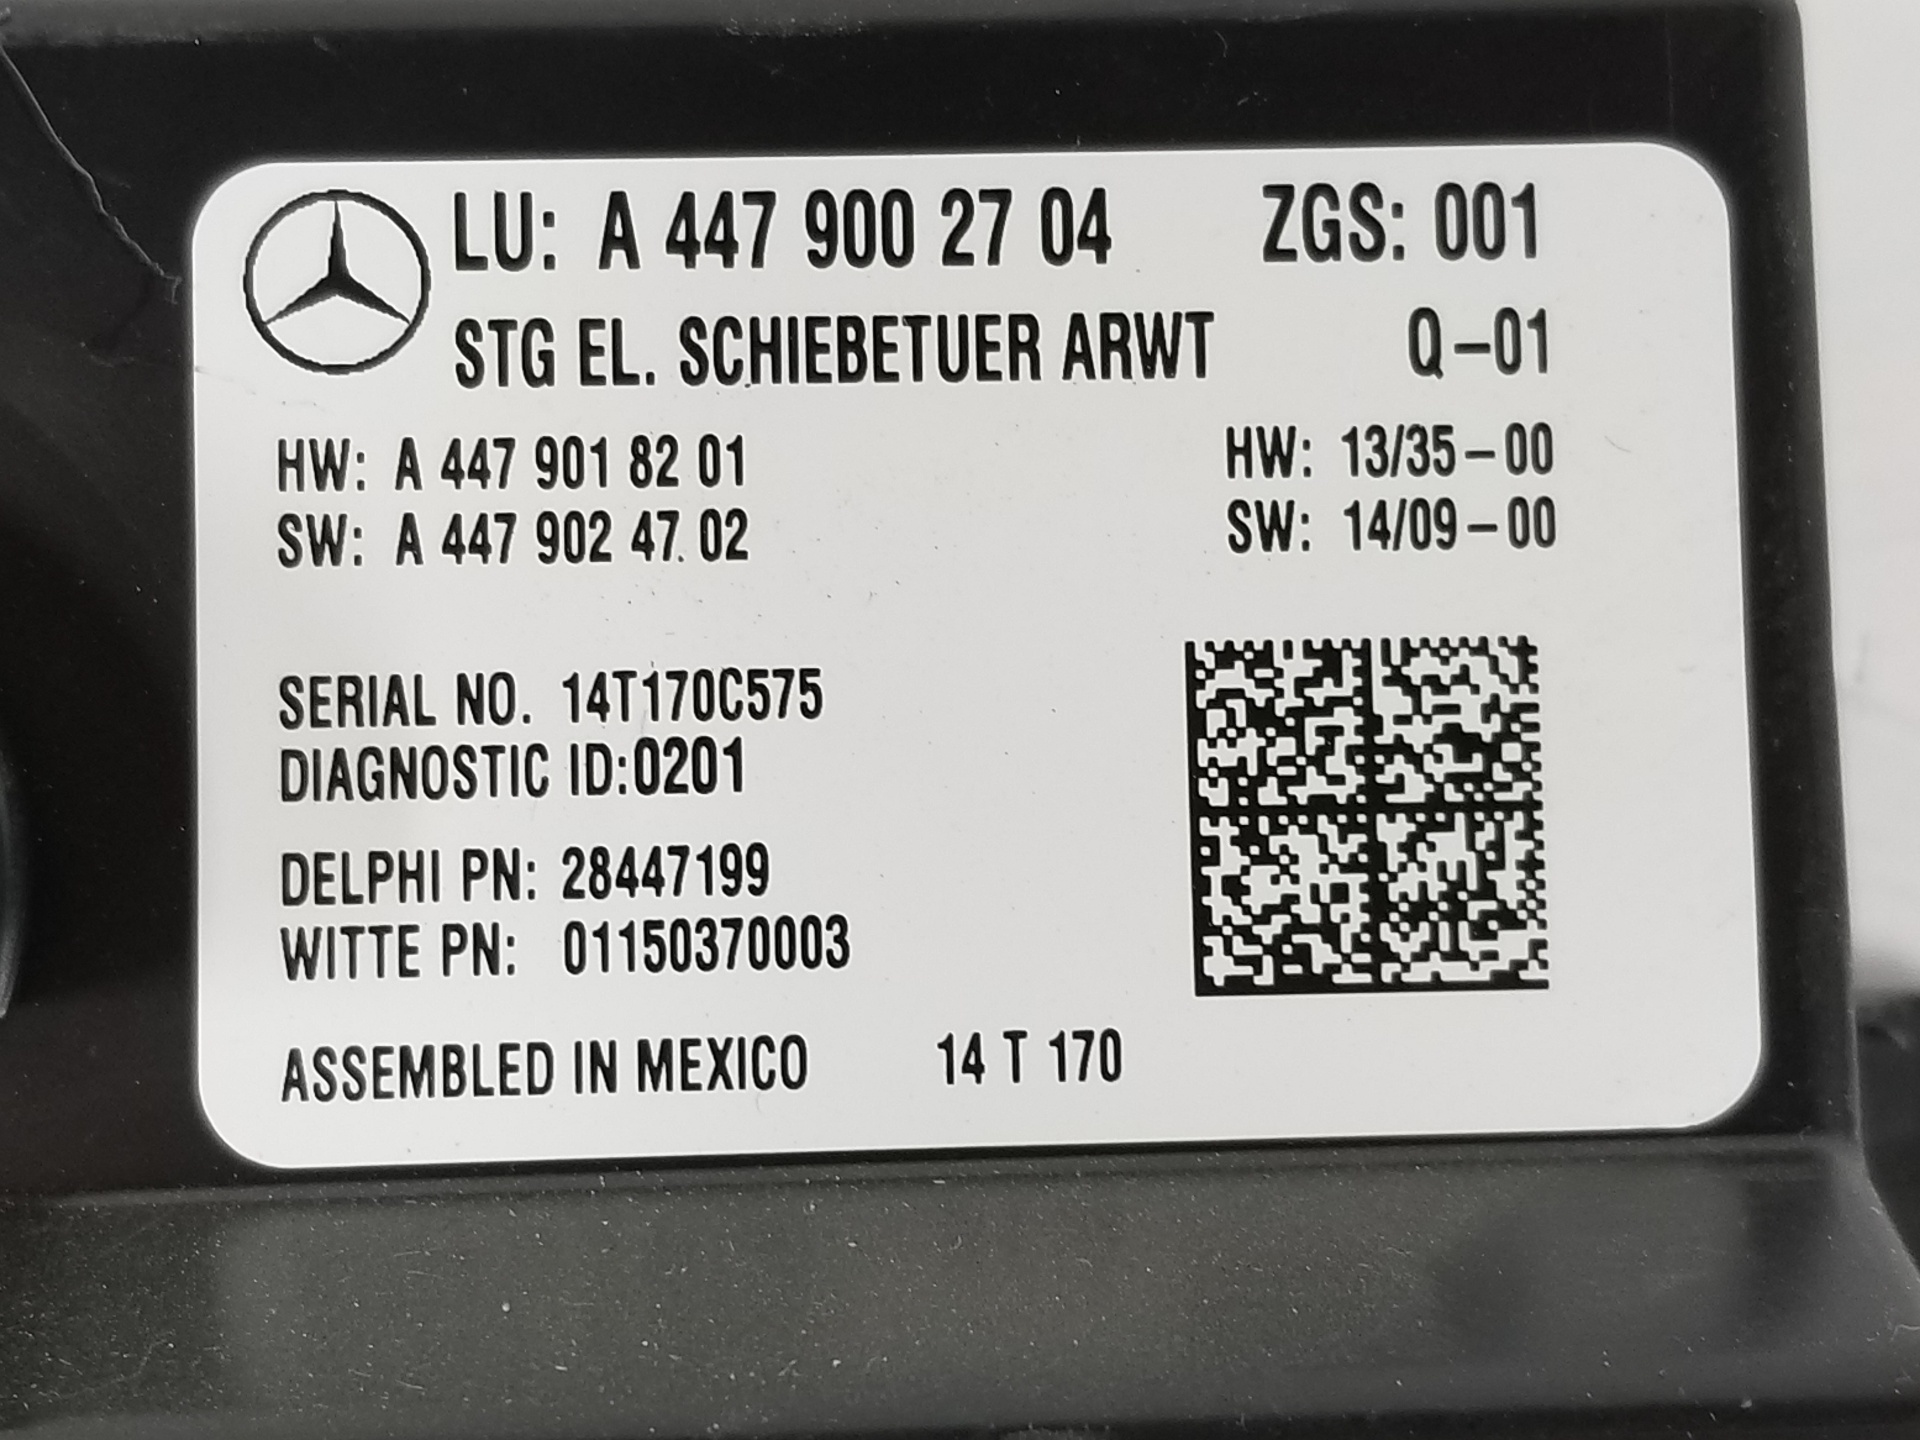 LU: A 447 900 27 04 ZGS: 001
STG EL. SCHIEBETUER ARWT Q-01
HW: A 447 901 82 01 HW: 13/35-00
SW: A 447 902 47 02 SW: 14/09-00
SERIAL NO. 14T170C575
DIAGNOSTIC ID:0201
DELPHI PN: 28447199
WITTE PN: 01150370003
ASSEMBLED IN MEXICO 14 T 170